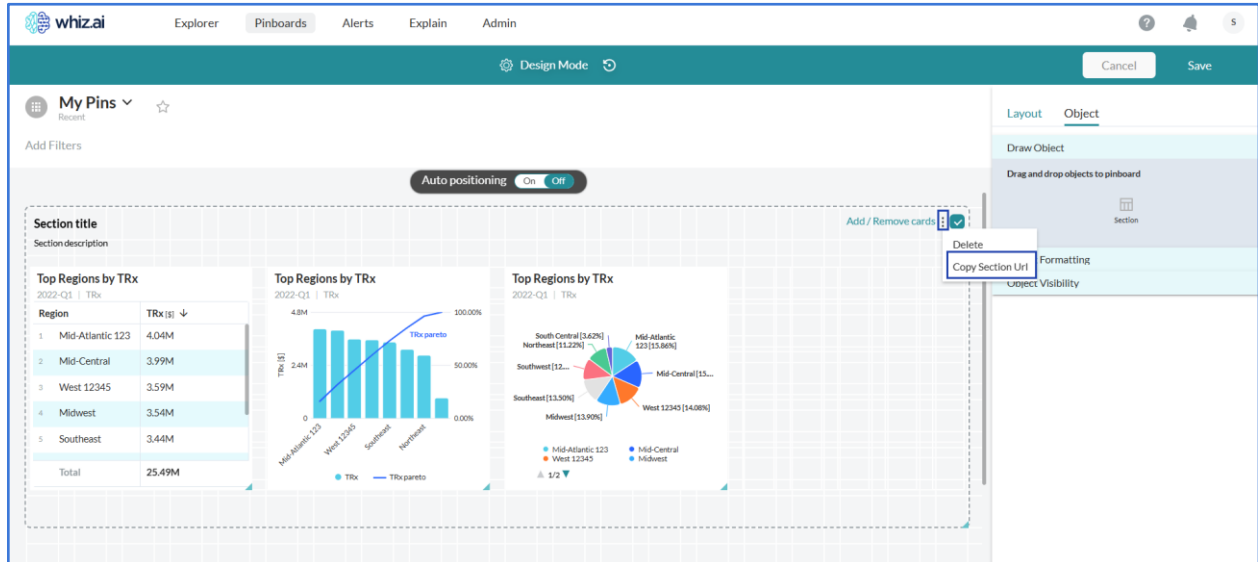 whiz.ai Explorer Pinboards Alerts Explain Admin ? S
Design Mode Cancel Save
My Pins
Recent
Layout Object
Add Filters
Draw Object
Drag and drop objects to pinboard
Section
Auto positioning On Off
Section title
Section description
Add / Remove cards
Delete
Copy Section Url
Formatting
Object Visibility
Top Regions by TRx
2022-Q1 | TRx
Region TRx [$]
1 Mid-Atlantic 123 4.04M
2 Mid-Central 3.99M
3 West 12345 3.59M
4 Midwest 3.54M
5 Southeast 3.44M
Total 25.49M
Top Regions by TRx
2022-Q1 | TRx
4.8M 100.00%
TRx pareto
TRx [$]
2.4M 50.00%
0 0.00%
Mid-Atlantic 123 West 12345 Southeast Northeast
TRx TRx pareto
Top Regions by TRx
2022-Q1 | TRx
South Central [3.62%]
Northeast [11.22%]
Mid-Atlantic
123 [15.86%]
Southwest [12....
Mid-Central [15....
Southeast [13.50%]
West 12345 [14.08%]
Midwest [13.90%]
Mid-Atlantic 123 Mid-Central
West 12345 Midwest
1/2